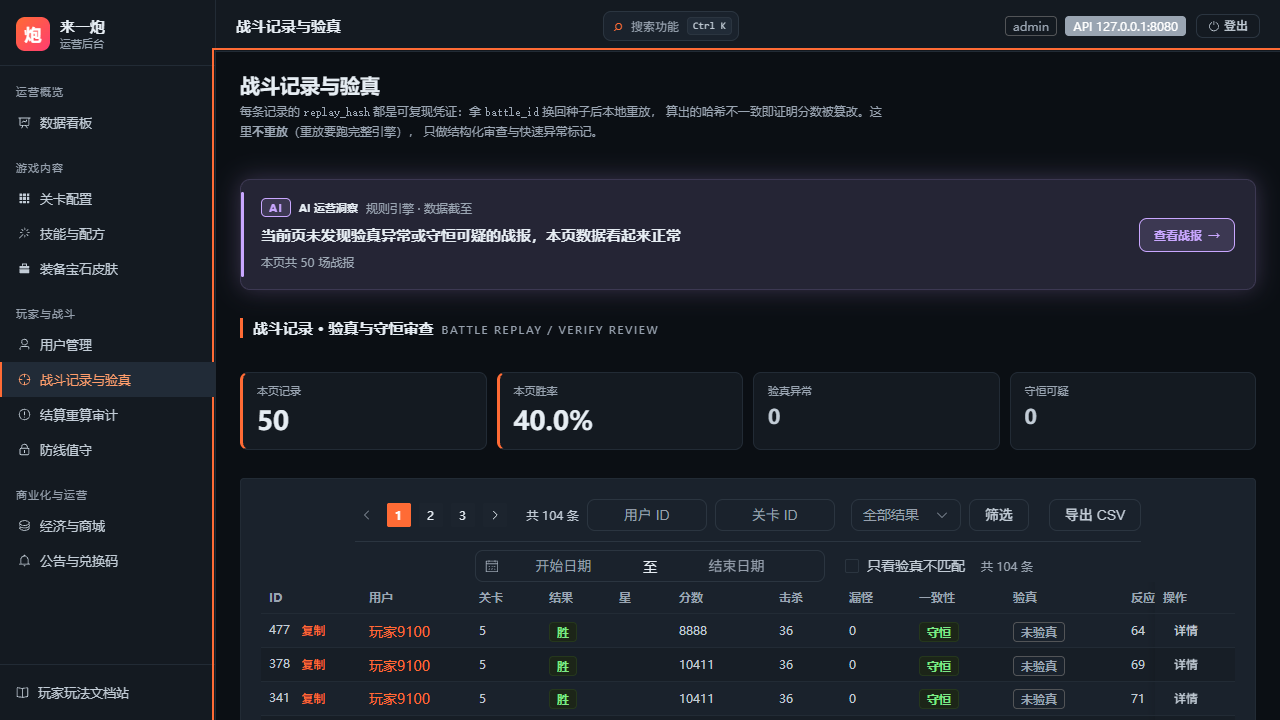 炮
来一炮
运营后台
战斗记录与验真
搜索功能 Ctrl K
admin
API 127.0.0.1:8080
登出
运营概览
数据看板
游戏内容
关卡配置
技能与配方
装备宝石皮肤
玩家与战斗
用户管理
战斗记录与验真
结算重算审计
防线值守
商业化与运营
经济与商城
公告与兑换码
玩家玩法文档站
战斗记录与验真
每条记录的 replay_hash 都是可复现凭证：拿 battle_id 换回种子后本地重放， 算出的哈希不一致即证明分数被篡改。这
里不重放（重放要跑完整引擎）， 只做结构化审查与快速异常标记。
AI AI 运营洞察 规则引擎 · 数据截至
当前页未发现验真异常或守恒可疑的战报，本页数据看起来正常
本页共 50 场战报
查看战报 →
战斗记录 • 验真与守恒审查 BATTLE REPLAY / VERIFY REVIEW
本页记录
50
本页胜率
40.0%
验真异常
0
守恒可疑
0
1 2 3 共 104 条 用户 ID 关卡 ID 全部结果 筛选 导出 CSV
开始日期 至 结束日期 只看验真不匹配 共 104 条
ID 用户 关卡 结果 星 分数 击杀 漏怪 一致性 验真 反应 操作
477 复制 玩家9100 5 胜 8888 36 0 守恒 未验真 64 详情
378 复制 玩家9100 5 胜 10411 36 0 守恒 未验真 69 详情
341 复制 玩家9100 5 胜 10411 36 0 守恒 未验真 71 详情